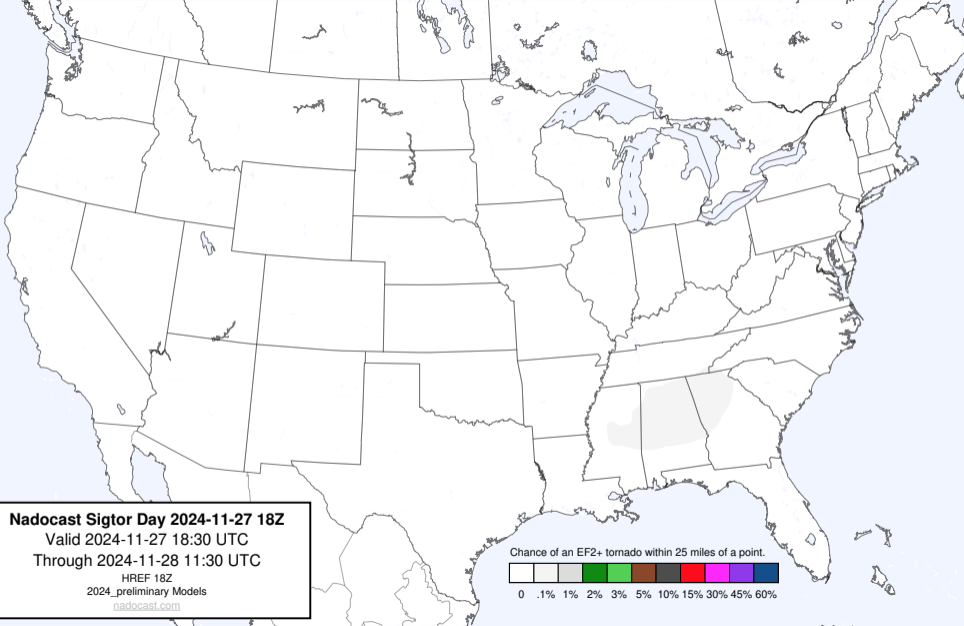 Nadocast Sigtor Day 2024-11-27 18Z
Valid 2024-11-27 18:30 UTC
Through 2024-11-28 11:30 UTC
HREF 18Z
2024_preliminary Models
nadocast.com
Chance of an EF2+ tornado within 25 miles of a point.
0 .1% 1% 2% 3% 5% 10% 15% 30% 45% 60%